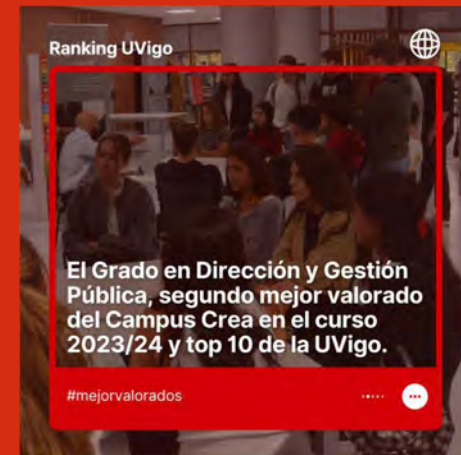 Ranking UVigo
El Grado en Dirección y Gestión
Pública, segundo mejor valorado
del Campus Crea en el curso
2023/24 y top 10 de la UVigo.
#mejorvalorados